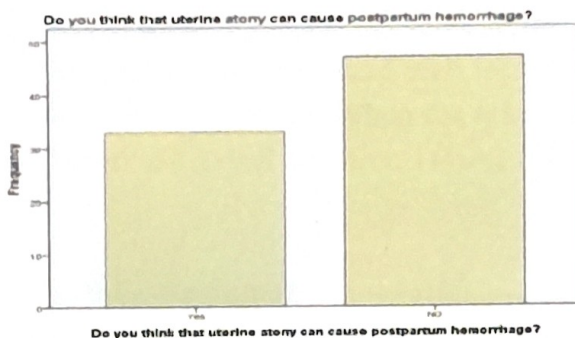 Do you think that uterine atony can cause postpartum hemorrhage?
50
40
30
20
10
0
Frequency
Yes
NO
Do you think that uterine atony can cause postpartum hemorrhage?